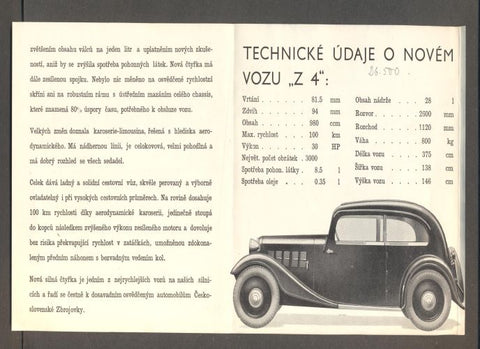 zvětšením obsahu válců na jeden litr a uplatněním nových zkuše-
ností, aniž by se zvýšila spotřeba pohonných látek. Nová čtyřka má
dále zesílenou spojku. Nebylo nic měněno na osvědčené rychlostní
skříni ani na robustním rámu s ústředním mazáním celého chassis,
které znamená 80% úspory času, potřebného k obsluze vozu.
Velkých změn doznala karoserie-limousina, řešená s hlediska aero-
dynamického. Má nádhernou linii, je celokovová, velmi pohodlná a
má dobrý rozhled se všech sedadel.
Celek dává ladný a solidní cestovní vůz, skvěle perovaný a výborně
ovladatelný i při vysokých cestovních průměrech. Na rovině dosahuje
100 km rychlosti díky aerodynamické karoserii, jedinečně stoupá
do kopců následkem zvýšeného výkonu zesíleného motoru a dovoluje
bez risika překvapující rychlost v zatáčkách, umožněnou zdokona-
leným předním náhonem s bezvadným vedením kol.
Nová silná čtyřka je jedním z nejrychlejších vozů na našich silni-
cích a řadí se čestně k dosavadním osvědčeným automobilům Česko-
slovenské Zbrojovky.
TECHNICKÉ ÚDAJE O NOVÉM
VOZU „Z 4":
26.500
Vrtání . . . . 81.5 mm
Zdvih . . . . 94 mm
Obsah . . . . 980 ccm
Max. rychlost . . 100 km
Výkon . . . . 30 HP
Největ. počet obrátek . 3000
Spotřeba pohon. látky . 8.5 l
Spotřeba oleje . . . 0.35 l
Obsah nádrže . . . 28 l
Rozvor . . . . 2600 mm
Rozchod . . . . 1120 mm
Váha . . . . 800 kg
Délka vozu . . . 375 cm
Šířka vozu . . . 138 cm
Výška vozu . . . 146 cm